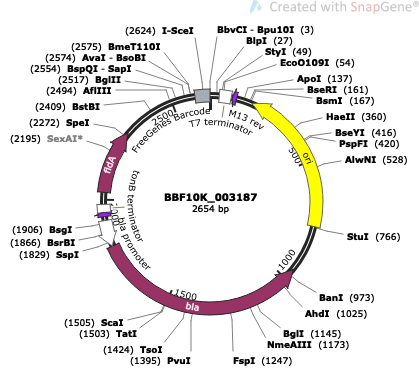 Created with SnapGene®
(2624) I-SceI
BbvCI - Bpu10I (3)
BlpI (27)
StyI (49)
EcoO109I (54)
ApoI (137)
BseRI (161)
BsmI (167)
HaeII (360)
BseYI (416)
PspFI (420)
AlwNI (528)
StuI (766)
BanI (973)
AhdI (1025)
BglI (1145)
NmeAIII (1173)
FspI (1247)
PvuI (1395)
TsoI (1424)
TatI (1503)
ScaI (1505)
SspI (1829)
BsrBI (1866)
BsgI (1906)
(2195) SexAI*
(2272) SpeI
(2409) BstBI
(2494) AflIII
(2517) BglII
(2554) BspQI - SapI
(2574) AvaI - BsoBI
(2575) BmeT110I
FreeGenes Barcode
T7 terminator
M13 rev
ori
bla
bla promoter
tonB terminator
fldA
500
1000
1500
2500
BBF10K_003187
2654 bp